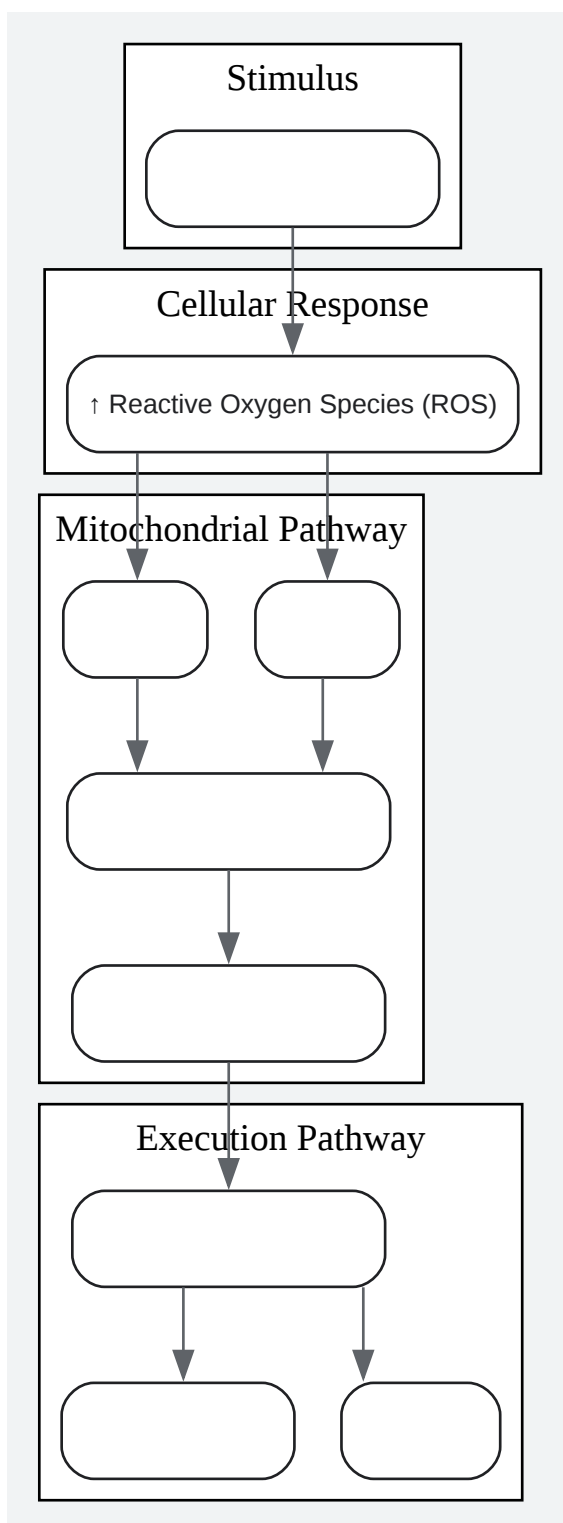 Stimulus
Cellular Response
↑ Reactive Oxygen Species (ROS)
Mitochondrial Pathway
Execution Pathway